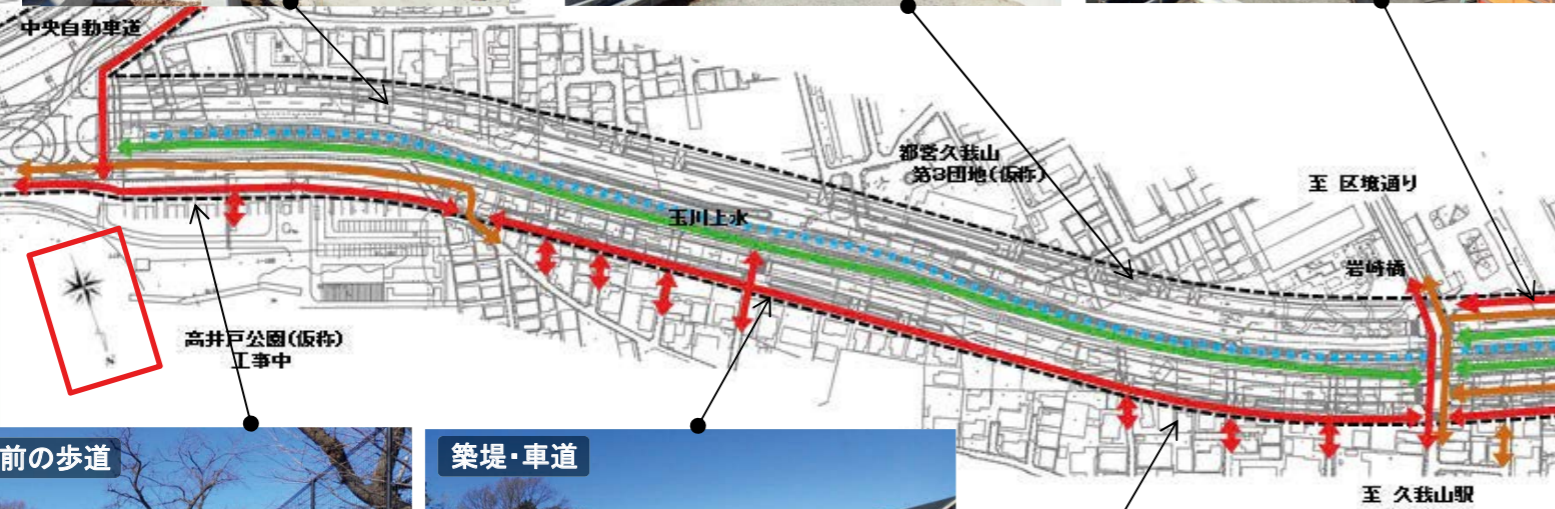 中央自動車道
都営久我山
第3団地(仮称)
至 区境通り
玉川上水
岩崎橋
N
高井戸公園(仮称)
工事中
前の歩道
築堤・車道
至 久我山駅